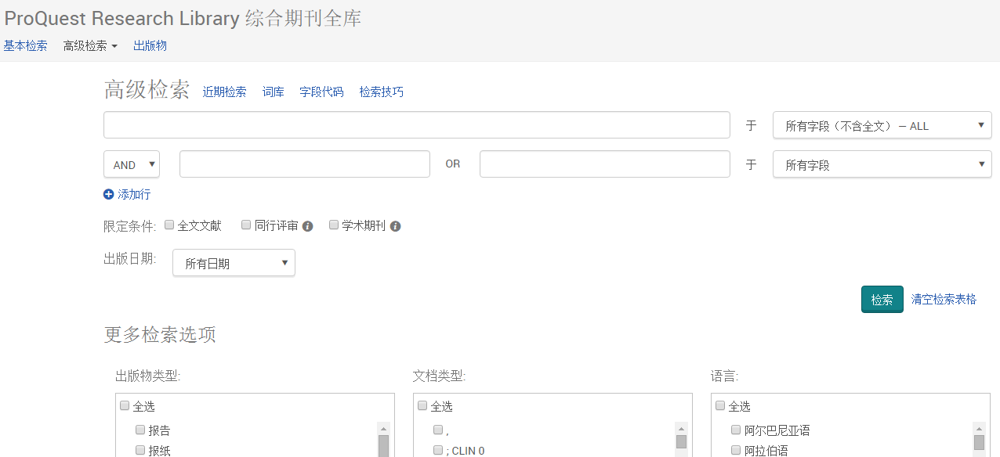 ProQuest Research Library 综合期刊全库
基本检索 高级检索 出版物
高级检索 近期检索 词库 字段代码 检索技巧
于 所有字段（不含全文） – ALL
AND OR 于 所有字段
添加行
限定条件: 全文文献 同行评审 学术期刊
出版日期: 所有日期
检索 清空检索表格
更多检索选项
出版物类型: 文档类型: 语言:
全选 全选 全选
报告 , 阿尔巴尼亚语
报纸 ; CLIN 0 阿拉伯语